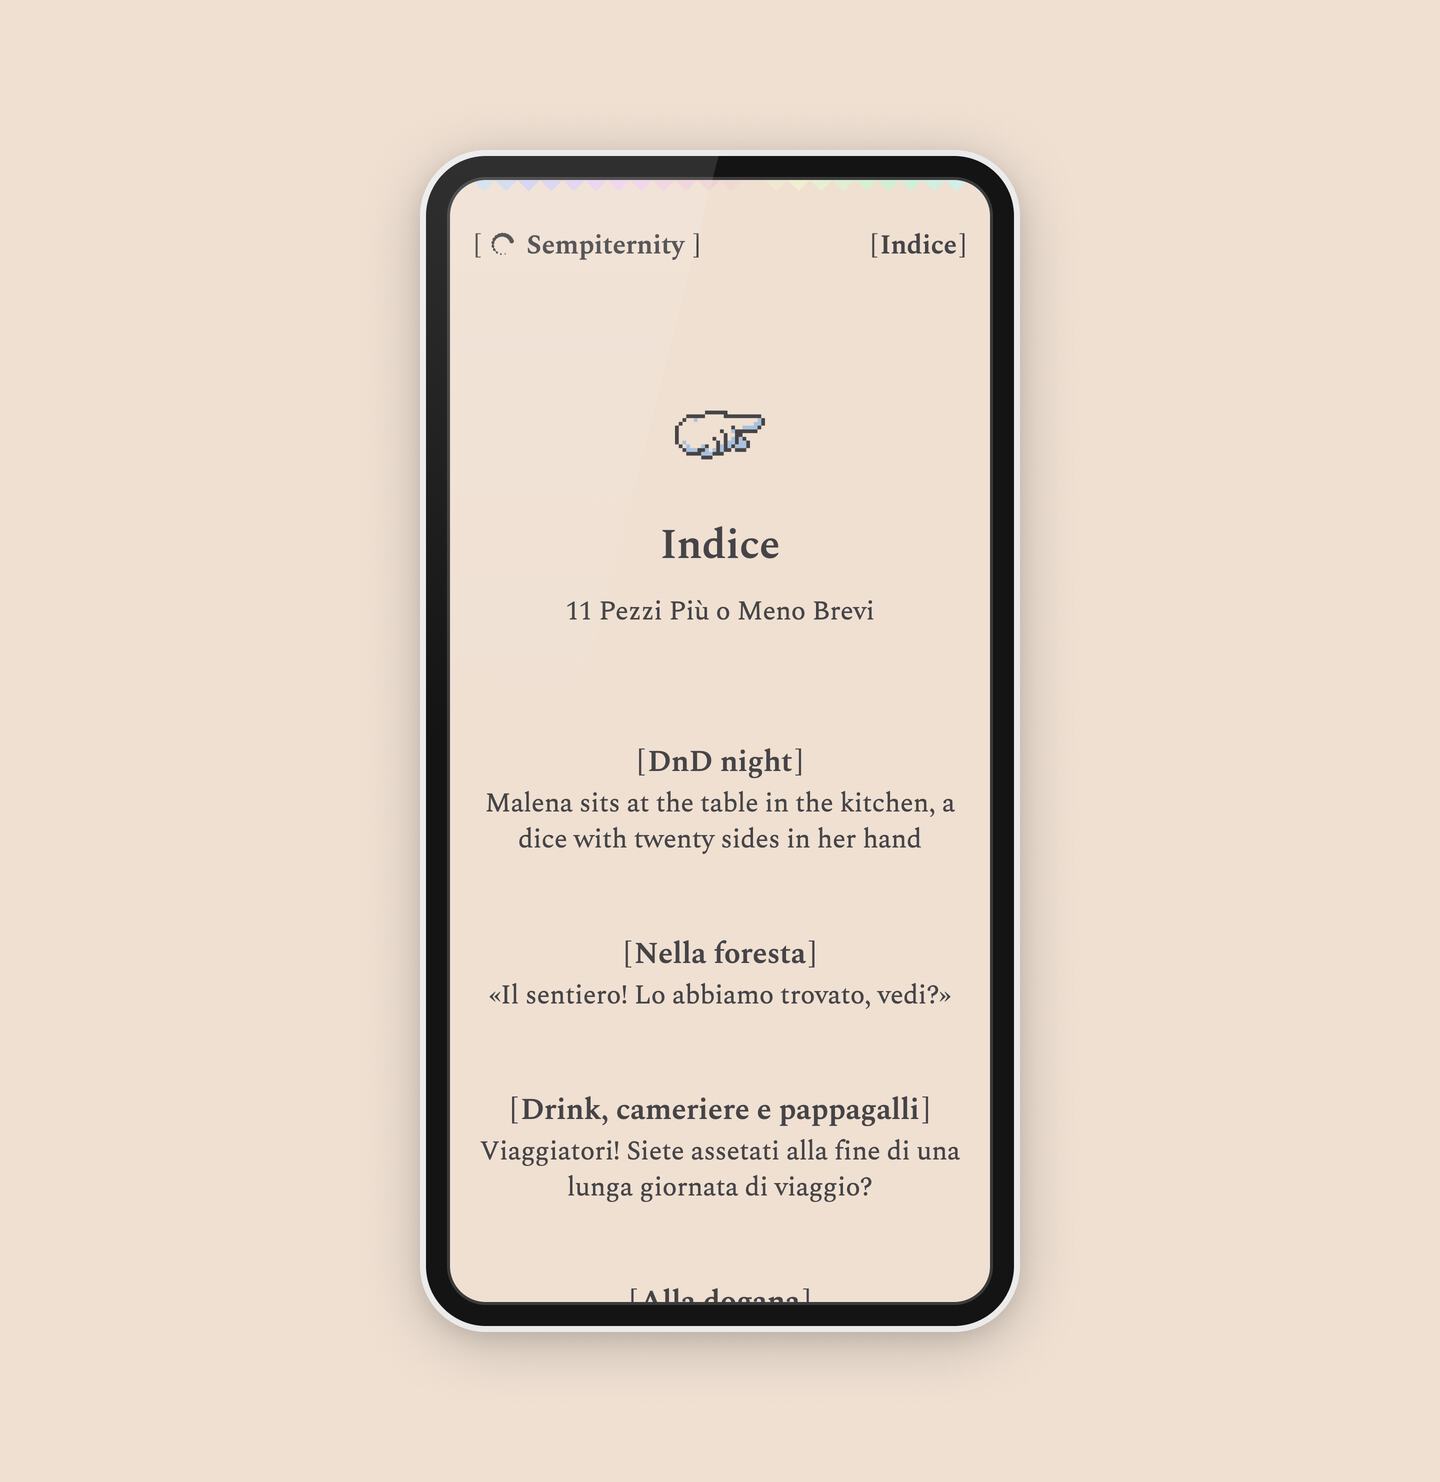 [ Sempiternity ]
[Indice]
Indice
11 Pezzi Più o Meno Brevi
[DnD night]
Malena sits at the table in the kitchen, a
dice with twenty sides in her hand
[Nella foresta]
«Il sentiero! Lo abbiamo trovato, vedi?»
[Drink, cameriere e pappagalli]
Viaggiatori! Siete assetati alla fine di una
lunga giornata di viaggio?
[Alla dogana]